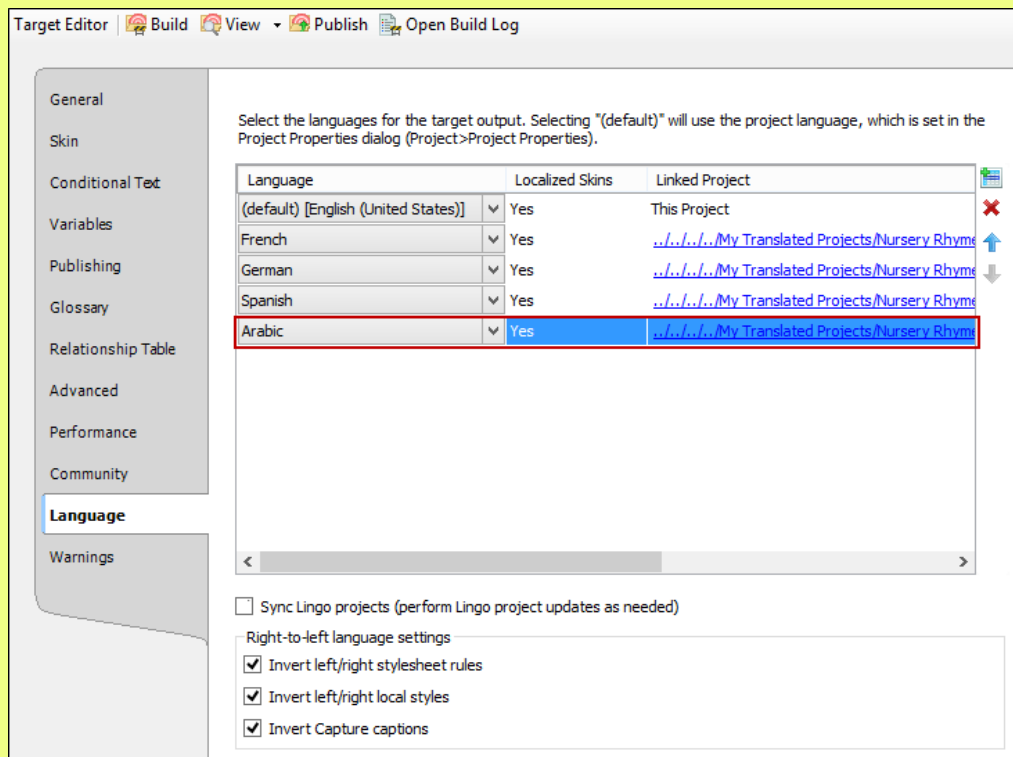 Target Editor Build View Publish Open Build Log
General
Skin
Conditional Text
Variables
Publishing
Glossary
Relationship Table
Advanced
Performance
Community
Language
Warnings
Select the languages for the target output. Selecting "(default)" will use the project language, which is set in the
Project Properties dialog (Project>Project Properties).
Language Localized Skins Linked Project
(default) [English (United States)] Yes This Project
French Yes ../../../../My Translated Projects/Nursery Rhyme
German Yes ../../../../My Translated Projects/Nursery Rhyme
Spanish Yes ../../../../My Translated Projects/Nursery Rhyme
Arabic Yes ../../../../My Translated Projects/Nursery Rhyme
Sync Lingo projects (perform Lingo project updates as needed)
Right-to-left language settings
Invert left/right stylesheet rules
Invert left/right local styles
Invert Capture captions